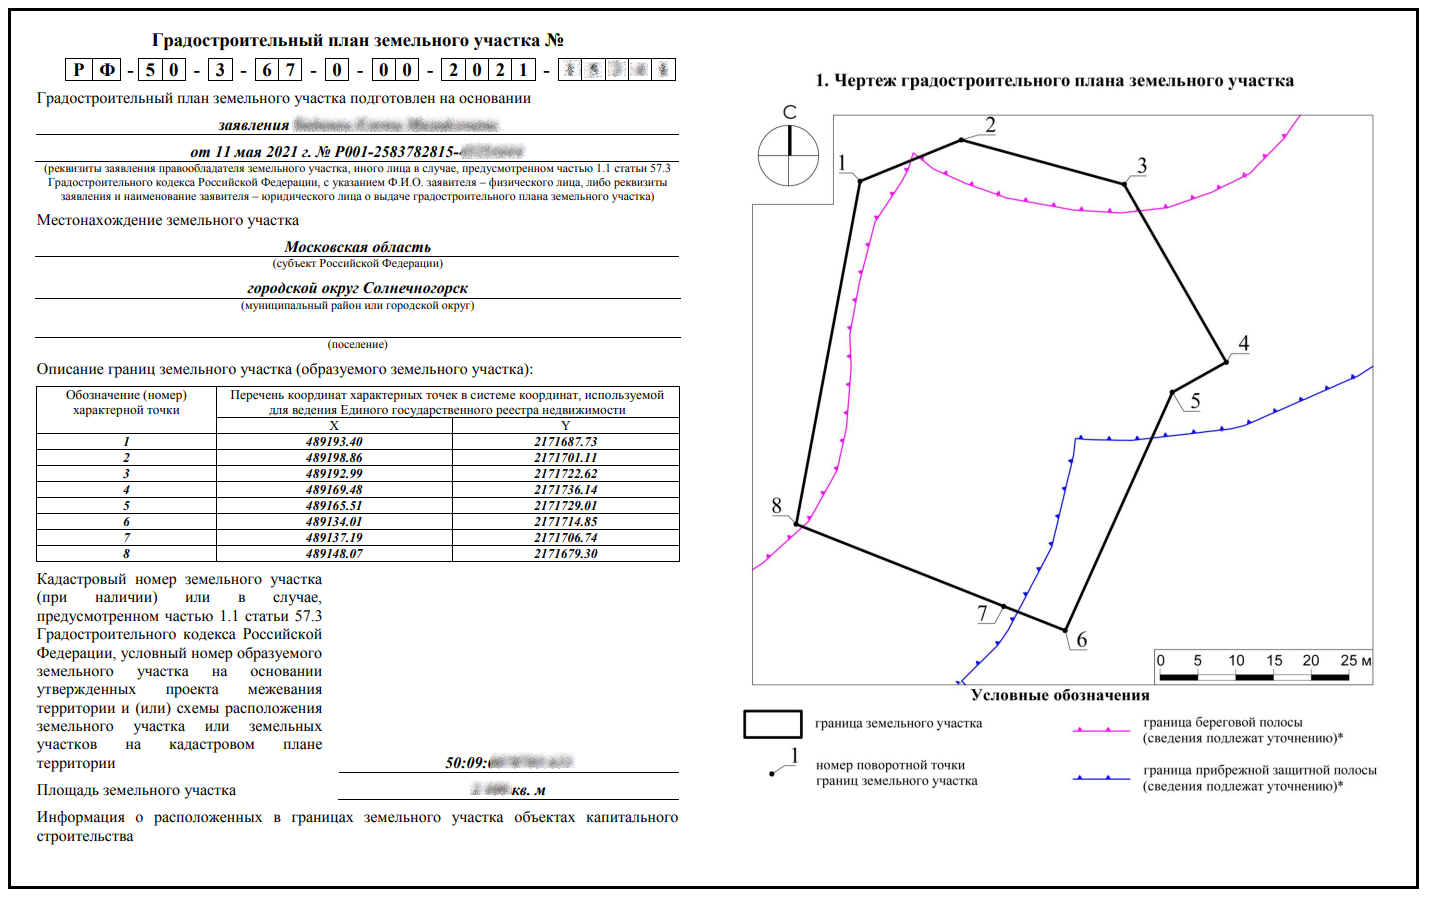 Градостроительный план земельного участка №
Р Ф - 5 0 - 3 - 6 7 - 0 - 0 0 - 2 0 2 1 -
Градостроительный план земельного участка подготовлен на основании
заявления
от 11 мая 2021 г. № Р001-2583782815-
(реквизиты заявления правообладателя земельного участка, иного лица в случае, предусмотренном частью 1.1 статьи 57.3
Градостроительного кодекса Российской Федерации, с указанием Ф.И.О. заявителя – физического лица, либо реквизиты
заявления и наименование заявителя – юридического лица о выдаче градостроительного плана земельного участка)
Местонахождение земельного участка
Московская область
(субъект Российской Федерации)
городской округ Солнечногорск
(муниципальный район или городской округ)
(поселение)
Описание границ земельного участка (образуемого земельного участка):
Обозначение (номер) характерной точки
Перечень координат характерных точек в системе координат, используемой
для ведения Единого государственного реестра недвижимости
X Y
1 489193.40 2171687.73
2 489198.86 2171701.11
3 489192.99 2171722.62
4 489169.48 2171736.14
5 489165.51 2171729.01
6 489134.01 2171714.85
7 489137.19 2171706.74
8 489148.07 2171679.30
Кадастровый номер земельного участка
(при наличии) или в случае,
предусмотренном частью 1.1 статьи 57.3
Градостроительного кодекса Российской
Федерации, условный номер образуемого
земельного участка на основании
утвержденных проекта межевания
территории и (или) схемы расположения
земельного участка или земельных
участков на кадастровом плане
территории
50:09:
Площадь земельного участка
кв. м
Информация о расположенных в границах земельного участка объектах капитального
строительства
1. Чертеж градостроительного плана земельного участка
С
1
2
3
4
5
6
7
8
0 5 10 15 20 25 м
Условные обозначения
граница земельного участка
1
номер поворотной точки
границ земельного участка
граница береговой полосы
(сведения подлежат уточнению)*
граница прибрежной защитной полосы
(сведения подлежат уточнению)*